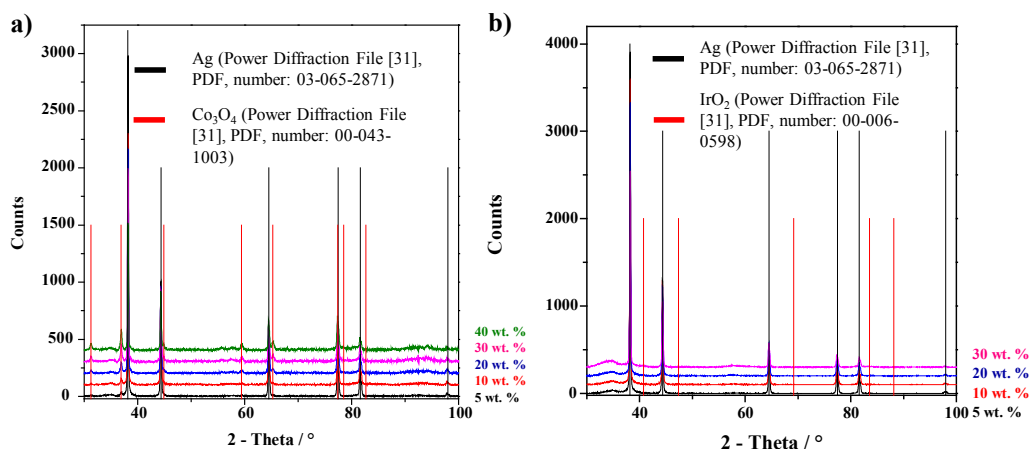 a)
Ag (Power Diffraction File [31],
PDF, number: 03-065-2871)
Co3O4 (Power Diffraction File
[31], PDF, number: 00-043-
1003)
Counts
3000
2500
2000
1500
1000
500
0
40 wt. %
30 wt. %
20 wt. %
10 wt. %
5 wt. %
40
60
80
100
2 - Theta / °
b)
Ag (Power Diffraction File [31],
PDF, number: 03-065-2871)
IrO2 (Power Diffraction File
[31], PDF, number: 00-006-
0598)
Counts
4000
3000
2000
1000
0
30 wt. %
20 wt. %
10 wt. %
5 wt. %
40
60
80
100
2 - Theta / °